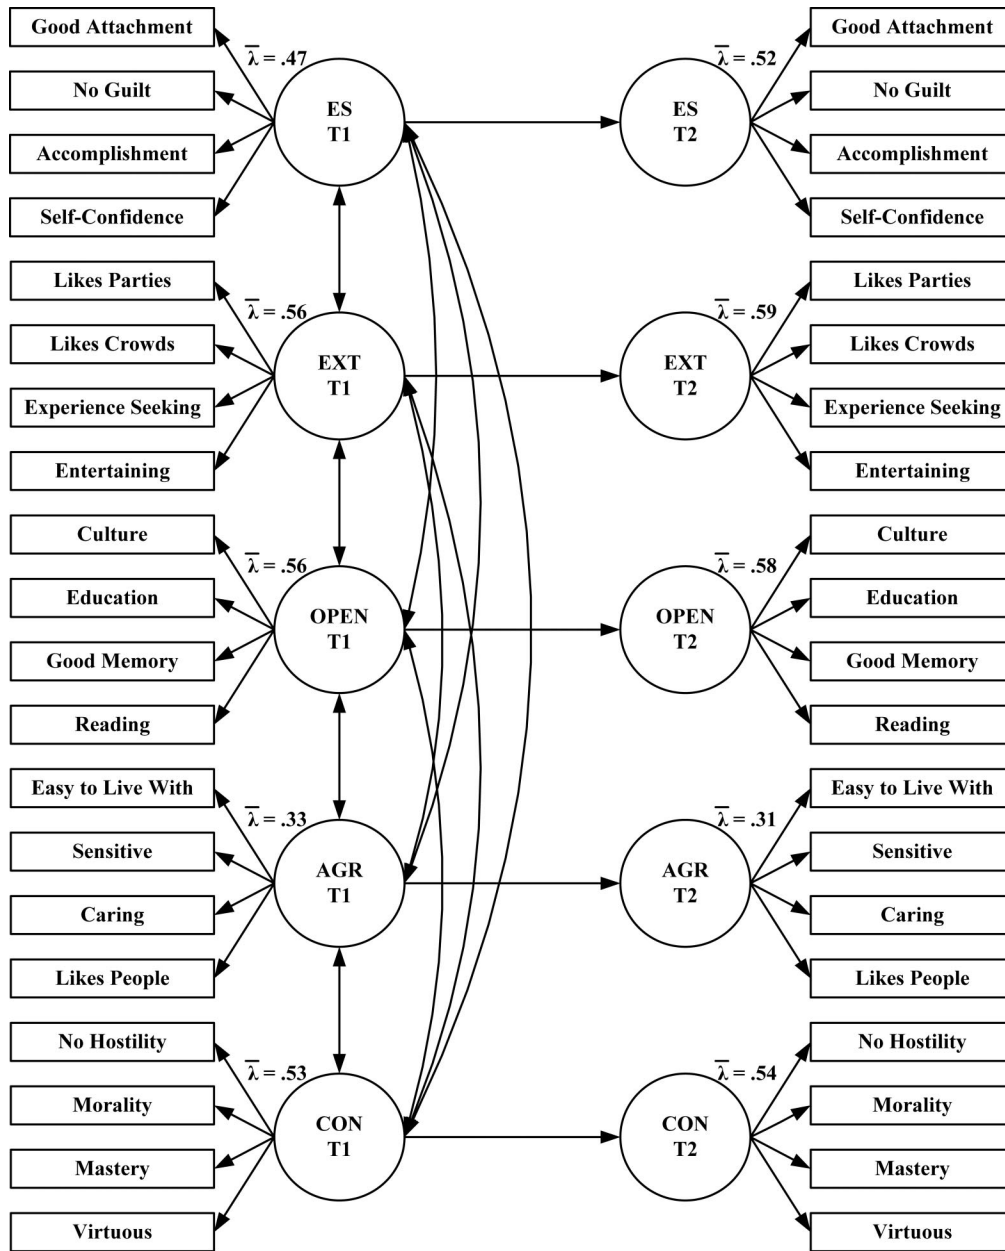 Good Attachment
No Guilt
Accomplishment
Self-Confidence
λ̅ = .47
ES
T1
λ̅ = .52
ES
T2
Good Attachment
No Guilt
Accomplishment
Self-Confidence
Likes Parties
Likes Crowds
Experience Seeking
Entertaining
λ̅ = .56
EXT
T1
λ̅ = .59
EXT
T2
Likes Parties
Likes Crowds
Experience Seeking
Entertaining
Culture
Education
Good Memory
Reading
λ̅ = .56
OPEN
T1
λ̅ = .58
OPEN
T2
Culture
Education
Good Memory
Reading
Easy to Live With
Sensitive
Caring
Likes People
λ̅ = .33
AGR
T1
λ̅ = .31
AGR
T2
Easy to Live With
Sensitive
Caring
Likes People
No Hostility
Morality
Mastery
Virtuous
λ̅ = .53
CON
T1
λ̅ = .54
CON
T2
No Hostility
Morality
Mastery
Virtuous